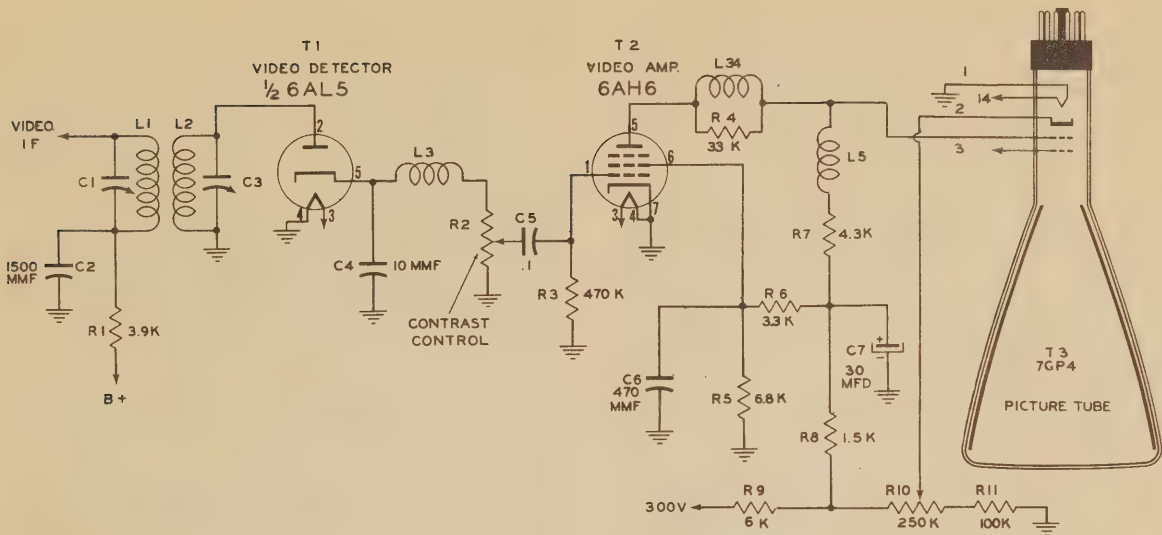 T1
VIDEO DETECTOR
½ 6AL5
T2
VIDEO AMP.
6AH6
VIDEO
IF
L1
L2
C1
C3
2
5
4
3
L3
R2
C5
.1
1500
MMF
C2
R1
3.9K
B+
C4
10 MMF
CONTRAST
CONTROL
R3
470 K
1
5
6
3
4
7
L34
R4
33 K
L5
R7
4.3K
R6
3.3K
C6
470
MMF
R5
6.8K
C7
+
-
30
MFD
R8
1.5K
300V
R9
6K
R10
250K
R11
100K
1
14
2
3
T3
7GP4
PICTURE TUBE